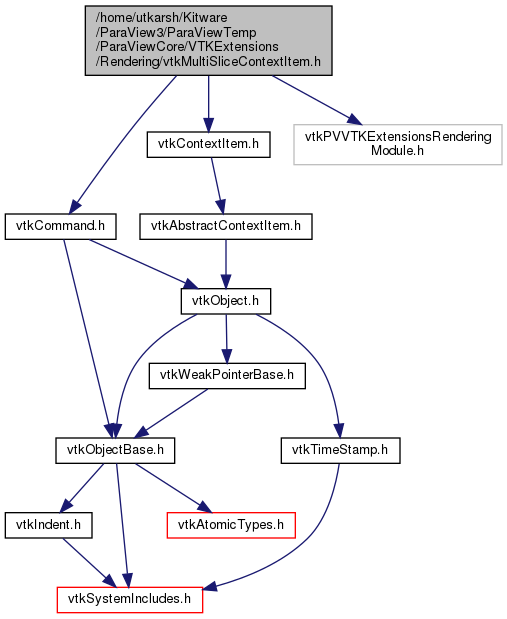 /home/utkarsh/Kitware
/ParaView3/ParaViewTemp
/ParaViewCore/VTKExtensions
/Rendering/vtkMultiSliceContextItem.h
vtkContextItem.h
vtkPVVTKExtensionsRendering
Module.h
vtkCommand.h
vtkAbstractContextItem.h
vtkObject.h
vtkWeakPointerBase.h
vtkObjectBase.h
vtkTimeStamp.h
vtkIndent.h
vtkAtomicTypes.h
vtkSystemIncludes.h